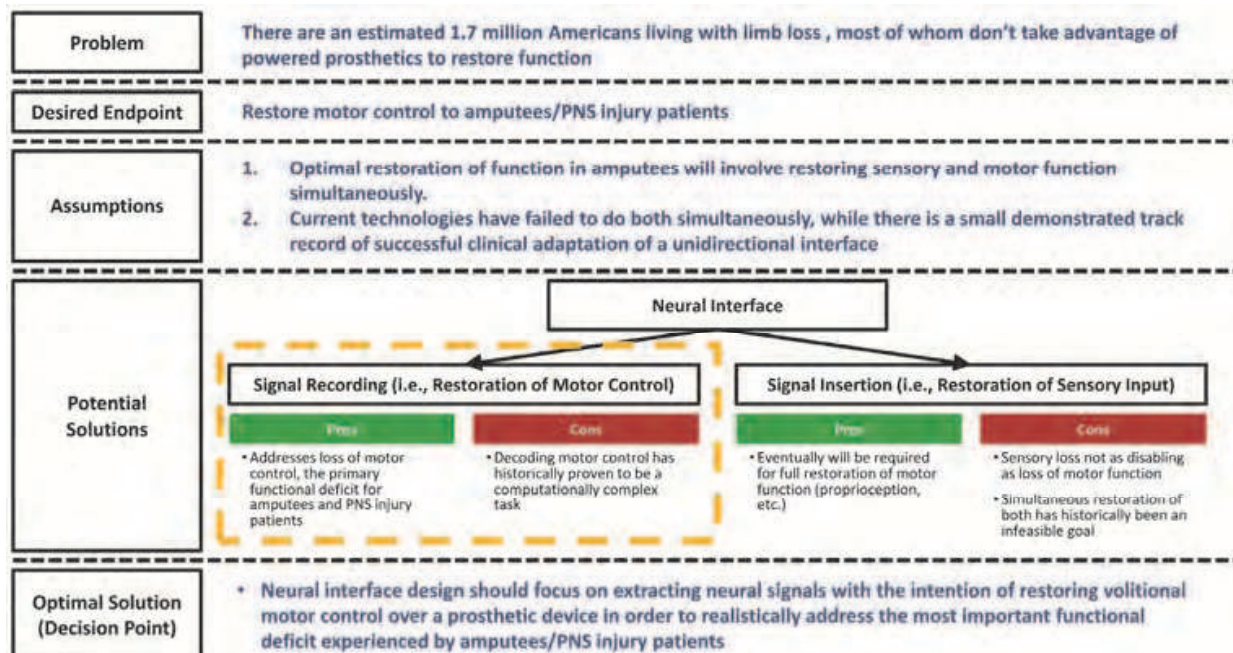 Problem
There are an estimated 1.7 million Americans living with limb loss , most of whom don't take advantage of
powered prosthetics to restore function
Desired Endpoint
Restore motor control to amputees/PNS injury patients
Assumptions
1. Optimal restoration of function in amputees will involve restoring sensory and motor function
simultaneously.
2. Current technologies have failed to do both simultaneously, while there is a small demonstrated track
record of successful clinical adaptation of a unidirectional interface
Potential
Solutions
Neural Interface
Signal Recording (i.e., Restoration of Motor Control)
Pros
• Addresses loss of motor
control, the primary
functional deficit for
amputees and PNS injury
patients
Cons
• Decoding motor control has
historically proven to be a
computationally complex
task
Signal Insertion (i.e., Restoration of Sensory Input)
Pros
• Eventually will be required
for full restoration of motor
function (proprioception,
etc.)
Cons
• Sensory loss not as disabling
as loss of motor function
• Simultaneous restoration of
both has historically been an
infeasible goal
Optimal Solution
(Decision Point)
• Neural interface design should focus on extracting neural signals with the intention of restoring volitional
motor control over a prosthetic device in order to realistically address the most important functional
deficit experienced by amputees/PNS injury patients